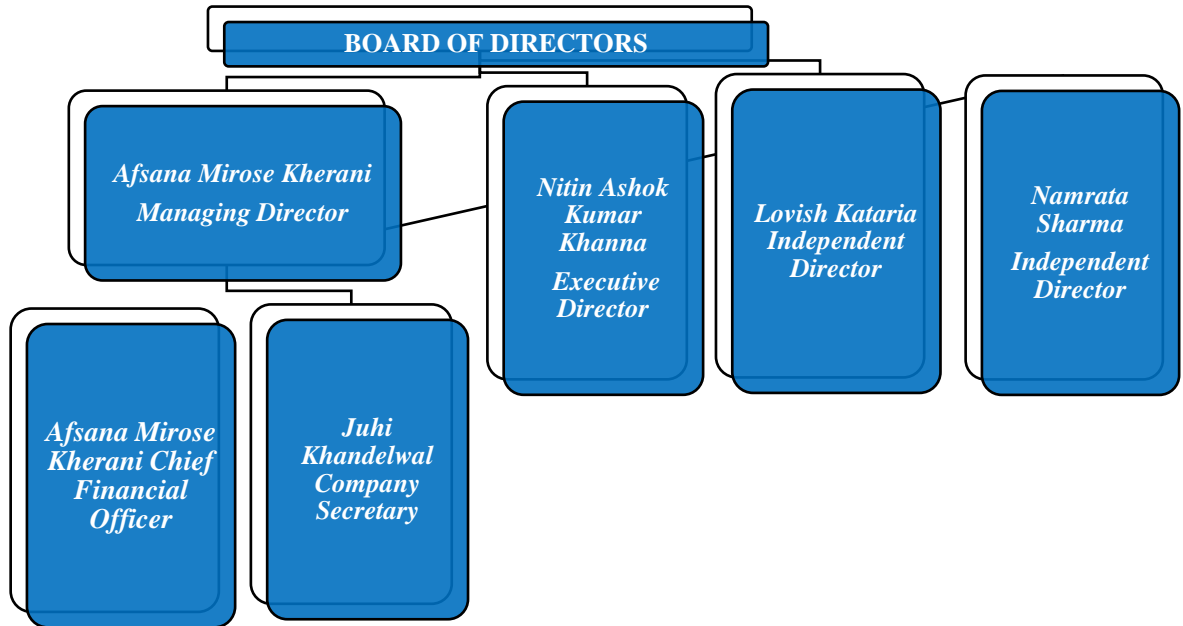 BOARD OF DIRECTORS
Afsana Mirose Kherani
Managing Director
Nitin Ashok
Kumar
Khanna
Executive
Director
Lovish Kataria
Independent
Director
Namrata
Sharma
Independent
Director
Afsana Mirose
Kherani Chief
Financial
Officer
Juhi
Khandelwal
Company
Secretary